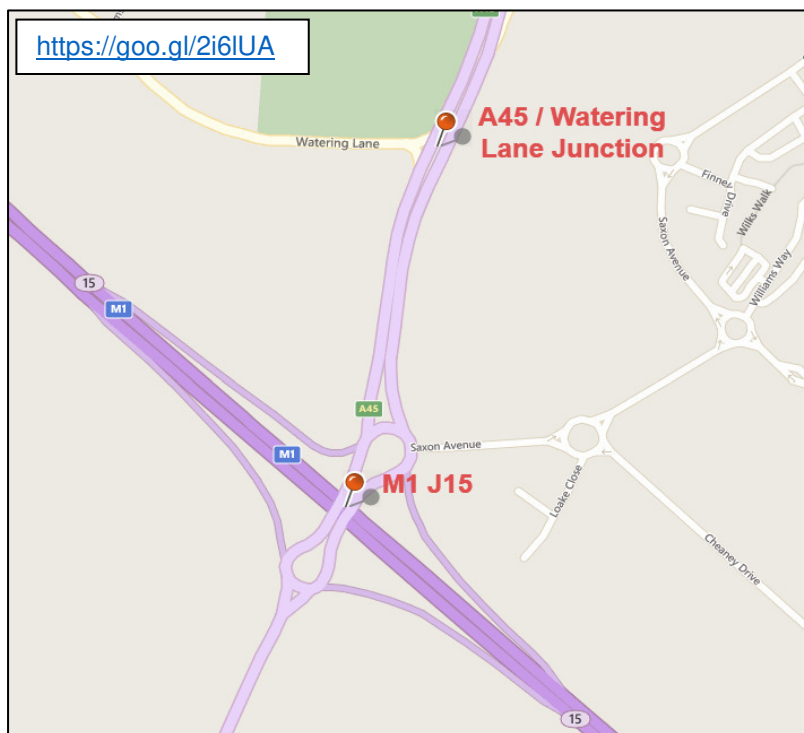 https://goo.gl/2i6lUA
A45 / Watering
Lane Junction
Watering Lane
Finney Drive
Wilks Walk
Saxon Avenue
Williams Way
15
M1
A45
M1
Saxon Avenue
M1 J15
Loake Close
Cheaney Drive
15